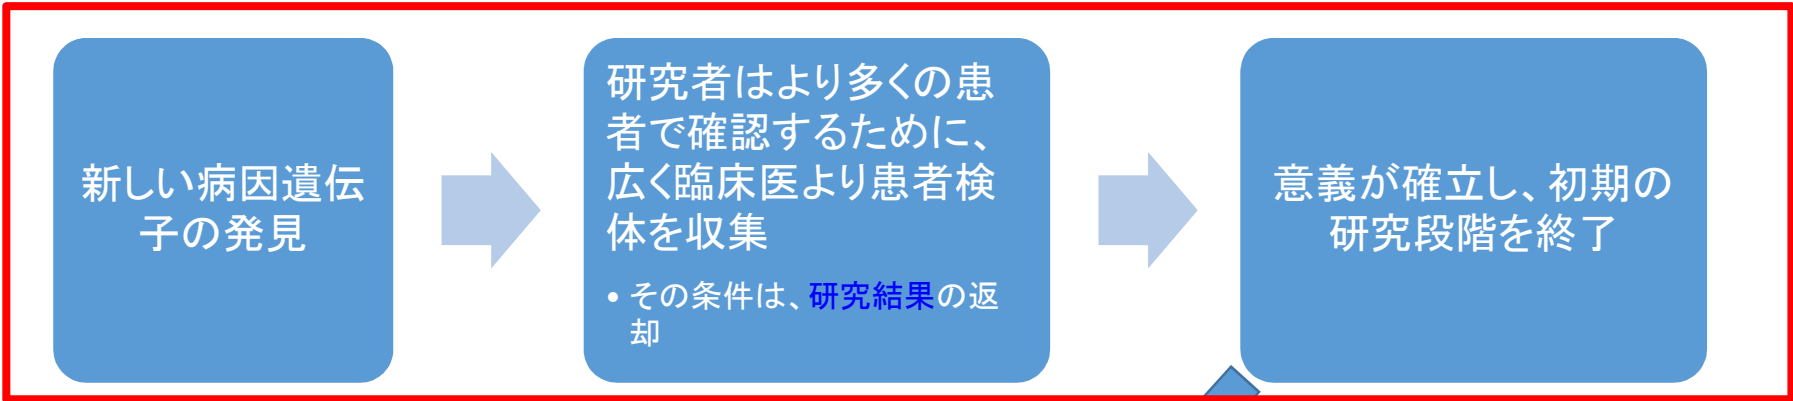 新しい病因遺伝
子の発見
研究者はより多くの患
者で確認するために、
広く臨床医より患者検
体を収集
• その条件は、研究結果の返
却
意義が確立し、初期の
研究段階を終了